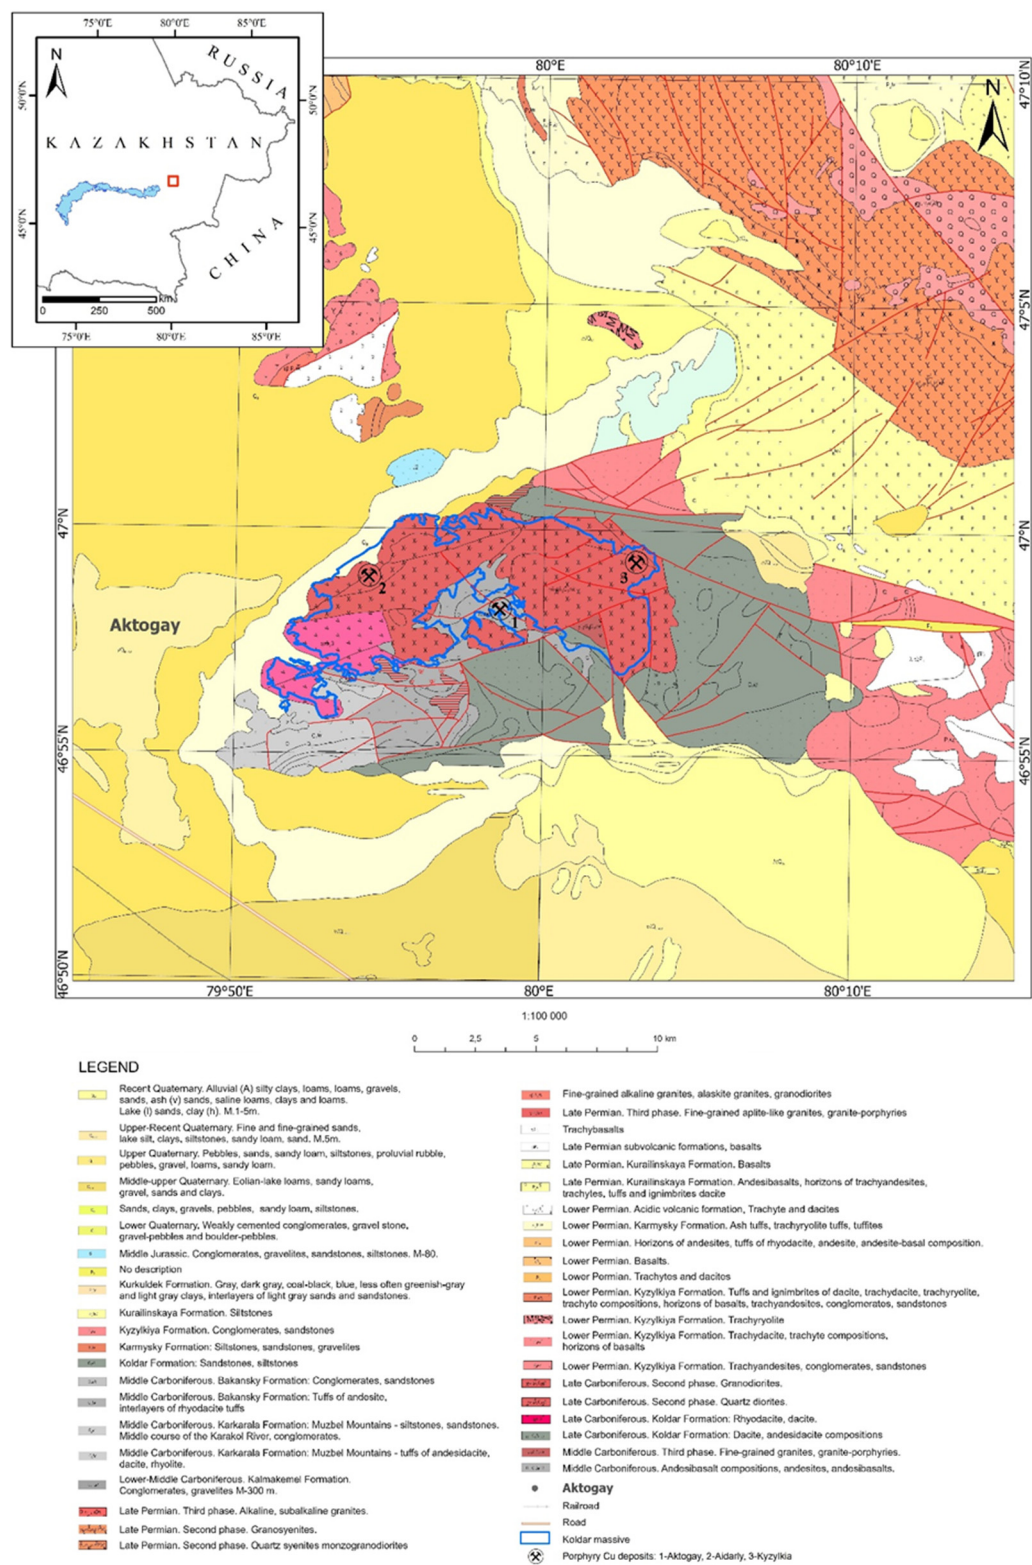 75°0'E 80°0'E 85°0'E
N
RUSSIA
50°0'N
50°0'N
KAZAKHSTAN
45°0'N
45°0'N
CHINA
0 250 500 km
75°0'E 80°0'E 85°0'E
80°E 80°10'E
47°10'N
N
47°5'N
47°N
47°N
2
3
1
Aktogay
46°55'N
46°55'N
46°50'N
79°50'E 80°E 80°10'E
1:100 000
0 2,5 5 10 km
LEGEND
Recent Quaternary. Alluvial (A) silty clays, loams, loams, gravels,
sands, ash (v) sands, saline loams, clays and loams.
Lake (l) sands, clay (h). M.1-5m.
Upper-Recent Quaternary. Fine and fine-grained sands,
lake silt, clays, siltstones, sandy loam, sand. M.5m.
Upper Quaternary. Pebbles, sands, sandy loam, siltstones, proluvial rubble,
pebbles, gravel, loams, sandy loam.
Middle-upper Quaternary. Eolian-lake loams, sandy loams,
gravel, sands and clays.
Sands, clays, gravels, pebbles, sandy loam, siltstones.
Lower Quaternary, Weakly cemented conglomerates, gravel stone,
gravel-pebbles and boulder-pebbles.
Middle Jurassic. Conglomerates, gravelites, sandstones, siltstones. M-80.
No description
Kurkuldek Formation. Gray, dark gray, coal-black, blue, less often greenish-gray
and light gray clays, interlayers of light gray sands and sandstones.
Kurailinskaya Formation. Siltstones
Kyzylkiya Formation. Conglomerates, sandstones
Karmysky Formation: Siltstones, sandstones, gravelites
Koldar Formation: Sandstones, siltstones
Middle Carboniferous. Bakansky Formation: Conglomerates, sandstones
Middle Carboniferous. Bakansky Formation: Tuffs of andesite,
interlayers of rhyodacite tuffs
Middle Carboniferous. Karkarala Formation: Muzbel Mountains - siltstones, sandstones.
Middle course of the Karakol River, conglomerates.
Middle Carboniferous. Karkarala Formation: Muzbel Mountains - tuffs of andesidacite,
dacite, rhyolite.
Lower-Middle Carboniferous. Kalmakemel Formation.
Conglomerates, gravelites M-300 m.
Late Permian. Third phase. Alkaline, subalkaline granites.
Late Permian. Second phase. Granosyenites.
Late Permian. Second phase. Quartz syenites monzogranodiorites
Fine-grained alkaline granites, alaskite granites, granodiorites
Late Permian. Third phase. Fine-grained aplite-like granites, granite-porphyries
Trachybasalts
Late Permian subvolcanic formations, basalts
Late Permian. Kurailinskaya Formation. Basalts
Late Permian. Kurailinskaya Formation. Andesibasalts, horizons of trachyandesites,
trachytes, tuffs and ignimbrites dacite
Lower Permian. Acidic volcanic formation, Trachyte and dacites
Lower Permian. Karmysky Formation. Ash tuffs, trachyryolite tuffs, tuffites
Lower Permian. Horizons of andesites, tuffs of rhyodacite, andesite, andesite-basal composition.
Lower Permian. Basalts.
Lower Permian. Trachytos and dacitos
Lower Permian. Kyzylkiya Formation. Tuffs and ignimbrites of dacite, trachydacite, trachyryolite,
trachyte compositions, horizons of basalts, trachyandesites, conglomerates, sandstones
Lower Permian. Kyzylkiya Formation. Trachyryolite
Lower Permian. Kyzylkiya Formation. Trachydacite, trachyte compositions,
horizons of basalts
Lower Permian. Kyzylkiya Formation. Trachyandesites, conglomerates, sandstones
Late Carboniferous. Second phase. Granodiorites.
Late Carboniferous. Second phase. Quartz diorites.
Late Carboniferous. Koldar Formation: Rhyodacite, dacite.
Late Carboniferous. Koldar Formation: Dacite, andesidacite compositions
Middle Carboniferous. Third phase. Fine-grained granites, granite-porphyries.
Middle Carboniferous. Andesibasalt compositions, andesites, andesibasalts.
Aktogay
Railroad
Road
Koldar massive
Porphyry Cu deposits: 1-Aktogay, 2-Aidarly, 3-Kyzylkia